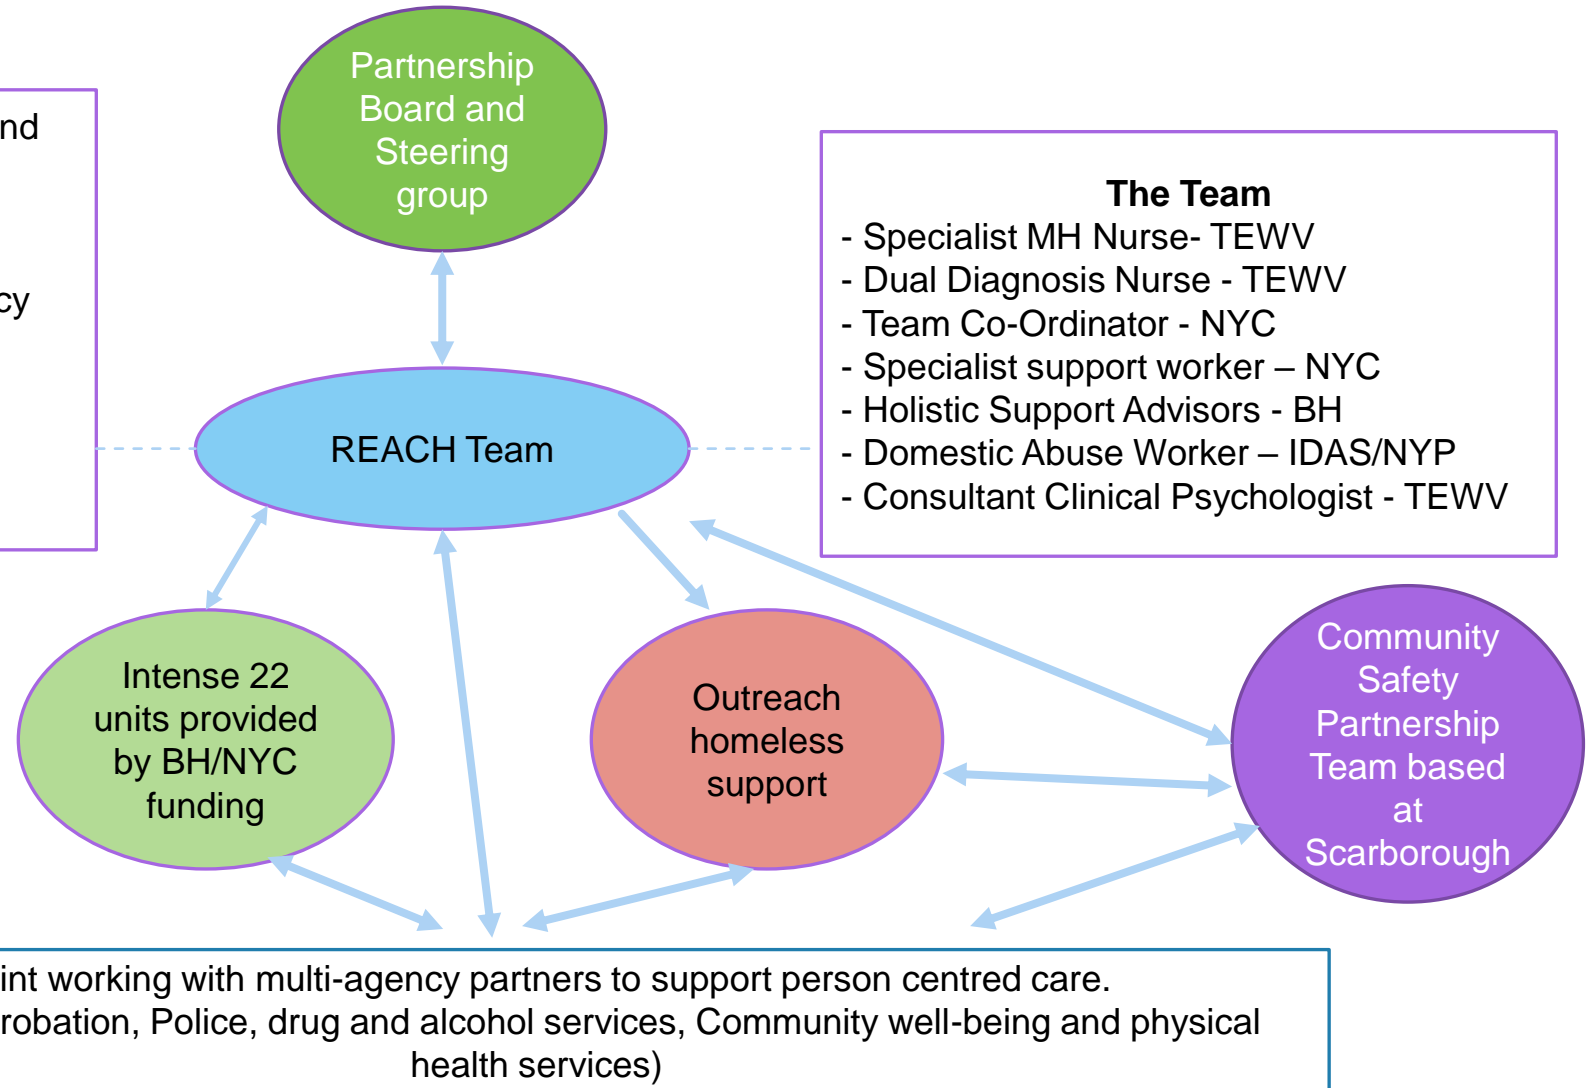 Partnership
Board and
Steering
group
The Team
- Specialist MH Nurse- TEWV
- Dual Diagnosis Nurse - TEWV
- Team Co-Ordinator - NYC
- Specialist support worker – NYC
- Holistic Support Advisors - BH
- Domestic Abuse Worker – IDAS/NYP
- Consultant Clinical Psychologist - TEWV
REACH Team
Intense 22
units provided
by BH/NYC
funding
Outreach
homeless
support
Community
Safety
Partnership
Team based
at
Scarborough
working with multi-agency partners to support person centred care.
Police, drug and alcohol services, Community well-being and physical
health services)